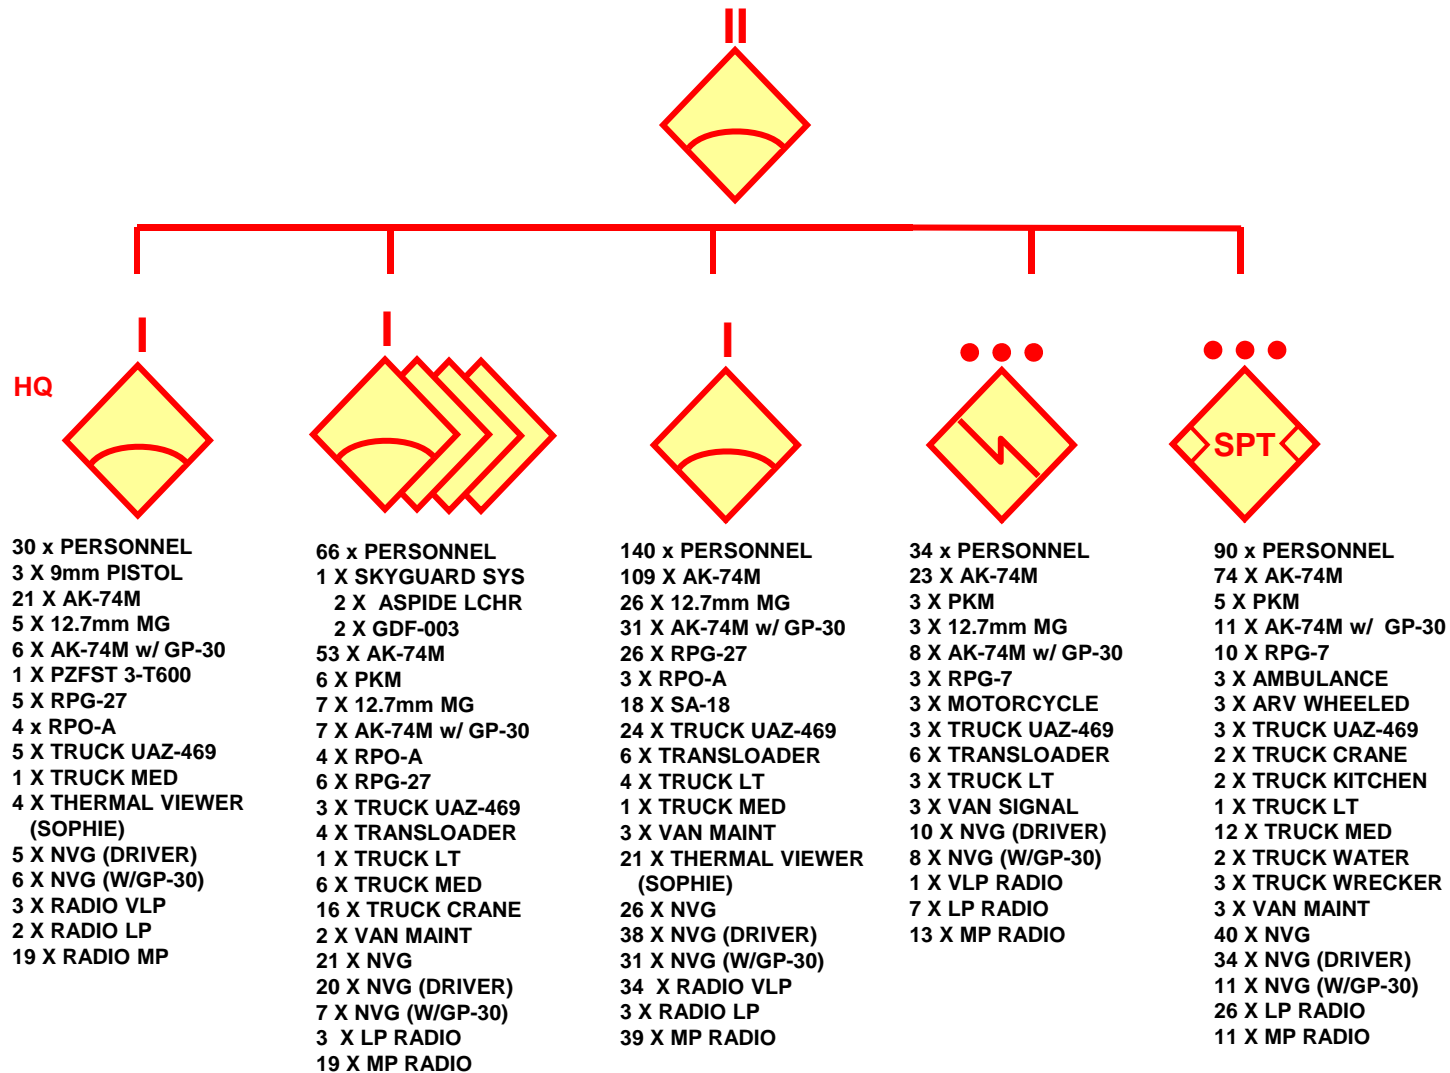 HQ
30 x PERSONNEL
3 X 9mm PISTOL
21 X AK-74M
5 X 12.7mm MG
6 X AK-74M w/ GP-30
1 X PZFST 3-T600
5 X RPG-27
4 x RPO-A
5 X TRUCK UAZ-469
1 X TRUCK MED
4 X THERMAL VIEWER
(SOPHIE)
5 X NVG (DRIVER)
6 X NVG (W/GP-30)
3 X RADIO VLP
2 X RADIO LP
19 X RADIO MP
66 x PERSONNEL
1 X SKYGUARD SYS
2 X ASPIDE LCHR
2 X GDF-003
53 X AK-74M
6 X PKM
7 X 12.7mm MG
7 X AK-74M w/ GP-30
4 X RPO-A
6 X RPG-27
3 X TRUCK UAZ-469
4 X TRANSLOADER
1 X TRUCK LT
6 X TRUCK MED
16 X TRUCK CRANE
2 X VAN MAINT
21 X NVG
20 X NVG (DRIVER)
7 X NVG (W/GP-30)
3 X LP RADIO
19 X MP RADIO
140 x PERSONNEL
109 X AK-74M
26 X 12.7mm MG
31 X AK-74M w/ GP-30
26 X RPG-27
3 X RPO-A
18 X SA-18
24 X TRUCK UAZ-469
6 X TRANSLOADER
4 X TRUCK LT
1 X TRUCK MED
3 X VAN MAINT
21 X THERMAL VIEWER
(SOPHIE)
26 X NVG
38 X NVG (DRIVER)
31 X NVG (W/GP-30)
34 X RADIO VLP
3 X RADIO LP
39 X MP RADIO
34 x PERSONNEL
23 X AK-74M
3 X PKM
3 X 12.7mm MG
8 X AK-74M w/ GP-30
3 X RPG-7
3 X MOTORCYCLE
3 X TRUCK UAZ-469
6 X TRANSLOADER
3 X TRUCK LT
3 X VAN SIGNAL
10 X NVG (DRIVER)
8 X NVG (W/GP-30)
1 X VLP RADIO
7 X LP RADIO
13 X MP RADIO
SPT
90 x PERSONNEL
74 X AK-74M
5 X PKM
11 X AK-74M w/ GP-30
10 X RPG-7
3 X AMBULANCE
3 X ARV WHEELED
3 X TRUCK UAZ-469
2 X TRUCK CRANE
2 X TRUCK KITCHEN
1 X TRUCK LT
12 X TRUCK MED
2 X TRUCK WATER
3 X TRUCK WRECKER
3 X VAN MAINT
40 X NVG
34 X NVG (DRIVER)
11 X NVG (W/GP-30)
26 X LP RADIO
11 X MP RADIO